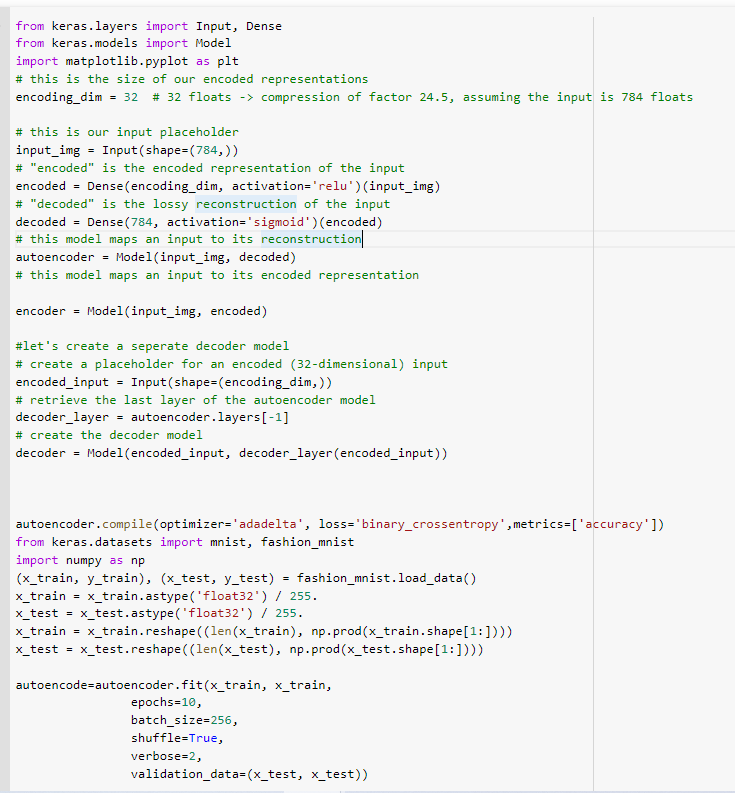 from keras.layers import Input, Dense
from keras.models import Model
import matplotlib.pyplot as plt
# this is the size of our encoded representations
encoding_dim = 32  # 32 floats -> compression of factor 24.5, assuming the input is 784 floats

# this is our input placeholder
input_img = Input(shape=(784,))
# "encoded" is the encoded representation of the input
encoded = Dense(encoding_dim, activation='relu')(input_img)
# "decoded" is the lossy reconstruction of the input
decoded = Dense(784, activation='sigmoid')(encoded)
# this model maps an input to its reconstruction
autoencoder = Model(input_img, decoded)
# this model maps an input to its encoded representation

encoder = Model(input_img, encoded)

#let's create a seperate decoder model
# create a placeholder for an encoded (32-dimensional) input
encoded_input = Input(shape=(encoding_dim,))
# retrieve the last layer of the autoencoder model
decoder_layer = autoencoder.layers[-1]
# create the decoder model
decoder = Model(encoded_input, decoder_layer(encoded_input))



autoencoder.compile(optimizer='adadelta', loss='binary_crossentropy',metrics=['accuracy'])
from keras.datasets import mnist, fashion_mnist
import numpy as np
(x_train, y_train), (x_test, y_test) = fashion_mnist.load_data()
x_train = x_train.astype('float32') / 255.
x_test = x_test.astype('float32') / 255.
x_train = x_train.reshape((len(x_train), np.prod(x_train.shape[1:])))
x_test = x_test.reshape((len(x_test), np.prod(x_test.shape[1:])))

autoencode=autoencoder.fit(x_train, x_train,
                epochs=10,
                batch_size=256,
                shuffle=True,
                verbose=2,
                validation_data=(x_test, x_test))